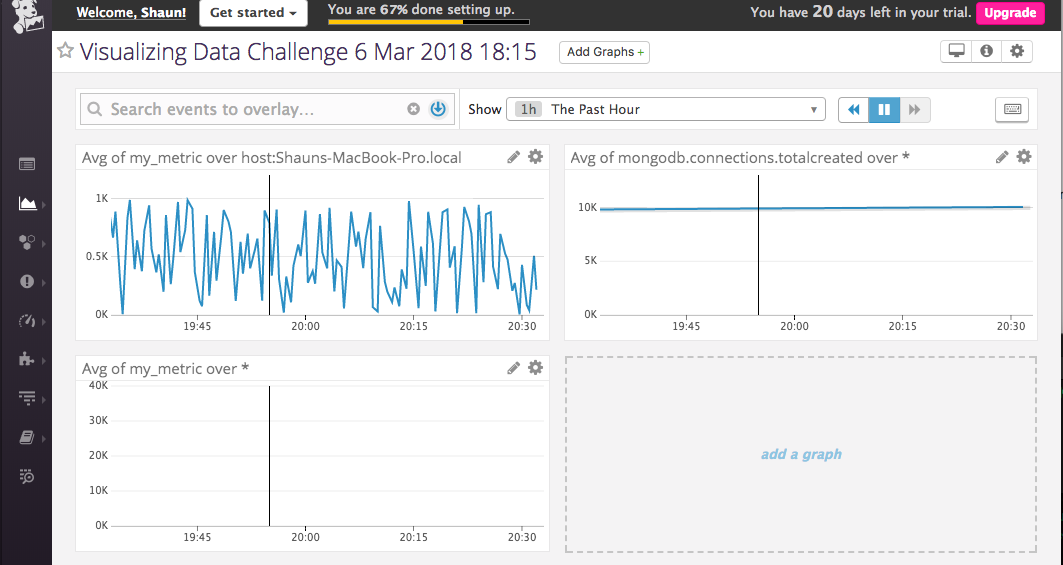 Welcome, Shaun!
Get started
You are 67% done setting up.
You have 20 days left in your trial.
Upgrade
Visualizing Data Challenge 6 Mar 2018 18:15
Add Graphs +
Search events to overlay...
Show
1h The Past Hour
Avg of my_metric over host:Shauns-MacBook-Pro.local
1K
0.5K
0K
19:45 20:00 20:15 20:30
Avg of mongodb.connections.totalcreated over *
10K
5K
0K
19:45 20:00 20:15 20:30
Avg of my_metric over *
40K
30K
20K
10K
0K
19:45 20:00 20:15 20:30
add a graph